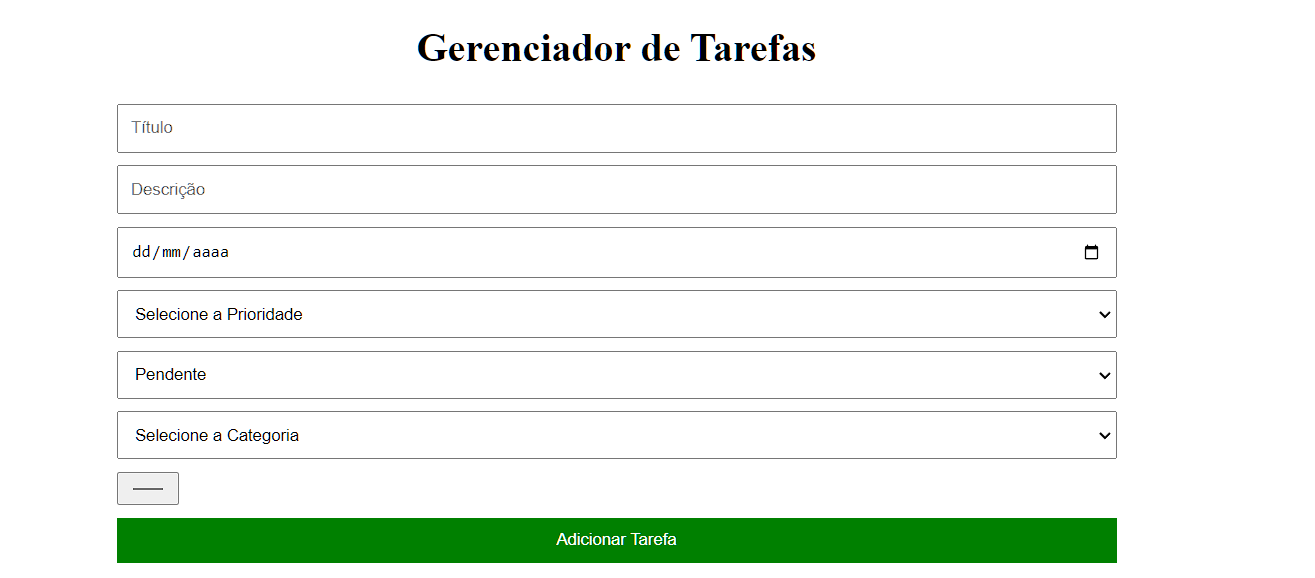 Gerenciador de Tarefas
Título
Descrição
dd/mm/aaaa
Selecione a Prioridade
Pendente
Selecione a Categoria
Adicionar Tarefa